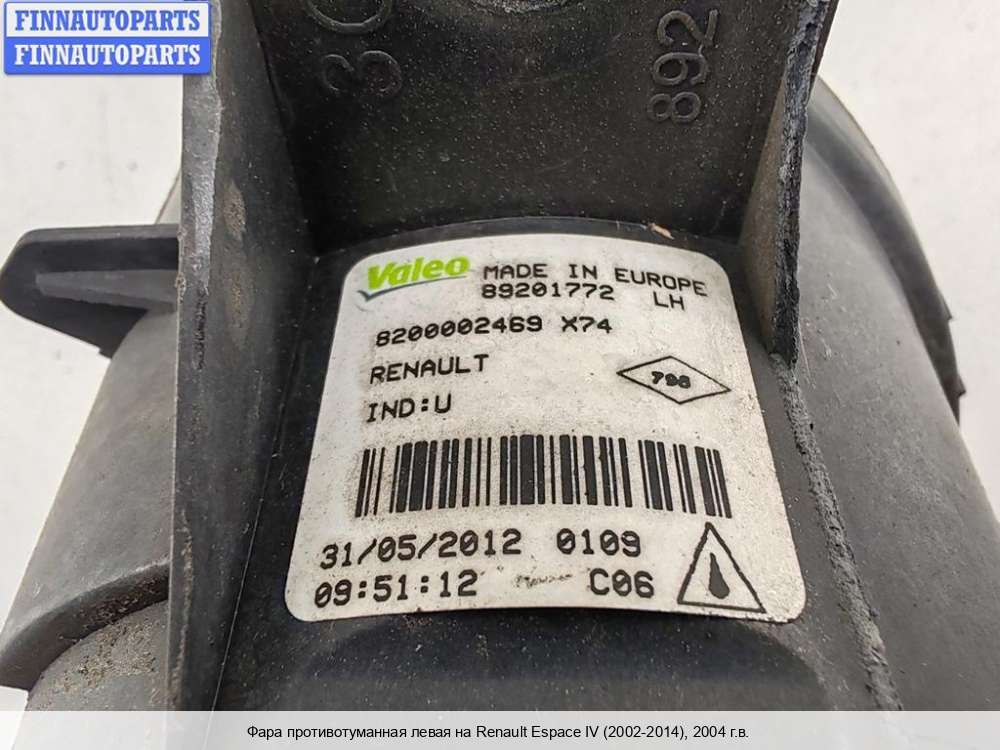 FINNAUTOPARTS
FINNAUTOPARTS
892
Valeo MADE IN EUROPE
89201772 LH
8200002469 X74
RENAULT
798
IND:U
31/05/2012 0109
09:51:12 C06
Фара противотуманная левая на Renault Espace IV (2002-2014), 2004 г.в.